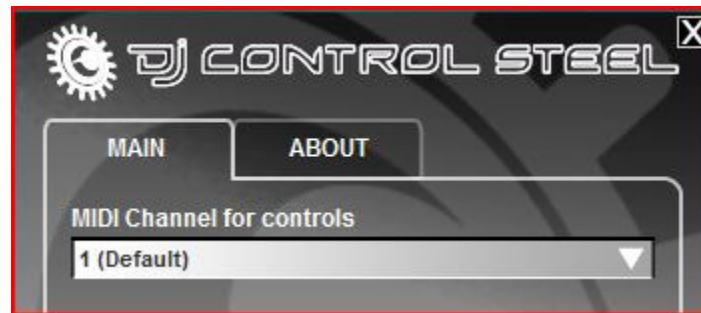 DJ CONTROL STEEL
X
MAIN
ABOUT
MIDI Channel for controls
1 (Default)